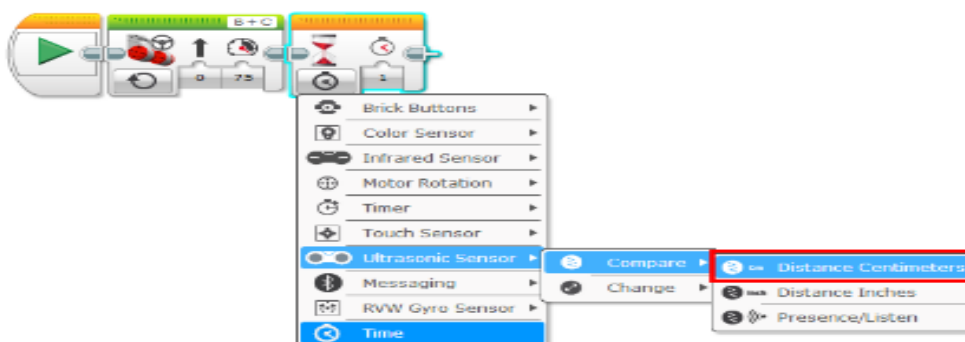 B+C
0 75 1
Brick Buttons
Color Sensor
Infrared Sensor
Motor Rotation
Timer
Touch Sensor
Ultrasonic Sensor
Messaging
RVW Gyro Sensor
Time
Compare
Change
Distance Centimeters
Distance Inches
Presence/Listen